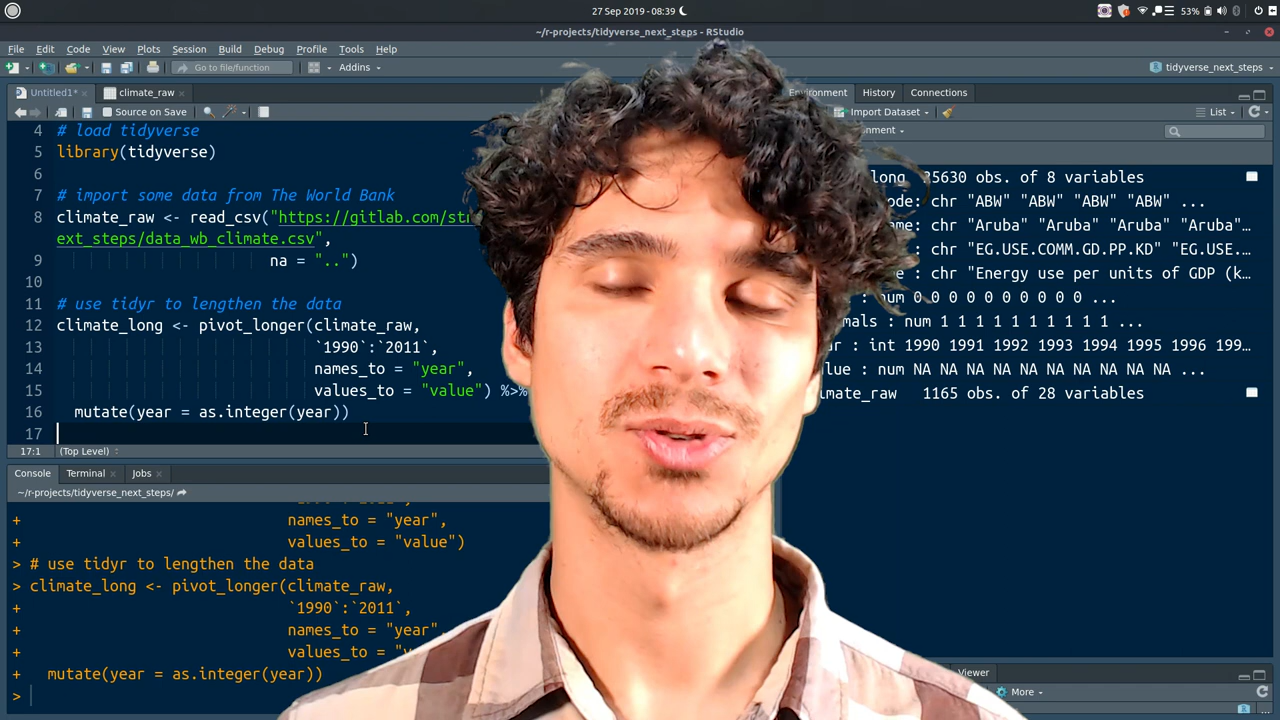 27 Sep 2019 - 08:39
53%
~/r-projects/tidyverse_next_steps - RStudio
File Edit Code View Plots Session Build Debug Profile Tools Help
Go to file/function
Addins
tidyverse_next_steps
Untitled1*
climate_raw
Source on Save
4 # load tidyverse
5 library(tidyverse)
6
7 # import some data from The World Bank
8 climate_raw <- read_csv("https://gitlab.com/
ext_steps/data_wb_climate.csv",
9 na = "..")
10
11 # use tidyr to lengthen the data
12 climate_long <- pivot_longer(climate_raw,
13 `1990`:`2011`,
14 names_to = "year",
15 values_to = "value") %>%
16 mutate(year = as.integer(year))
17
17:1 (Top Level)
Console Terminal Jobs
~/r-projects/tidyverse_next_steps/
+ names_to = "year",
+ values_to = "value")
> # use tidyr to lengthen the data
> climate_long <- pivot_longer(climate_raw,
+ `1990`:`2011`,
+ names_to = "year",
+ values_to =
+ mutate(year = as.integer(year))
>
Environment History Connections
Import Dataset
List
long 35630 obs. of 8 variables
ode: chr "ABW" "ABW" "ABW" "ABW" ...
ame: chr "Aruba" "Aruba" "Aruba" "Aruba"…
: chr "EG.USE.COMM.GD.PP.KD" "EG.USE.…
: chr "Energy use per units of GDP (k…
: num 0 0 0 0 0 0 0 0 0 0 ...
mals : num 1 1 1 1 1 1 1 1 1 1 ...
ar : int 1990 1991 1992 1993 1994 1995 1996 199…
lue : num NA NA NA NA NA NA NA NA NA NA ...
imate_raw 1165 obs. of 28 variables
Viewer
More